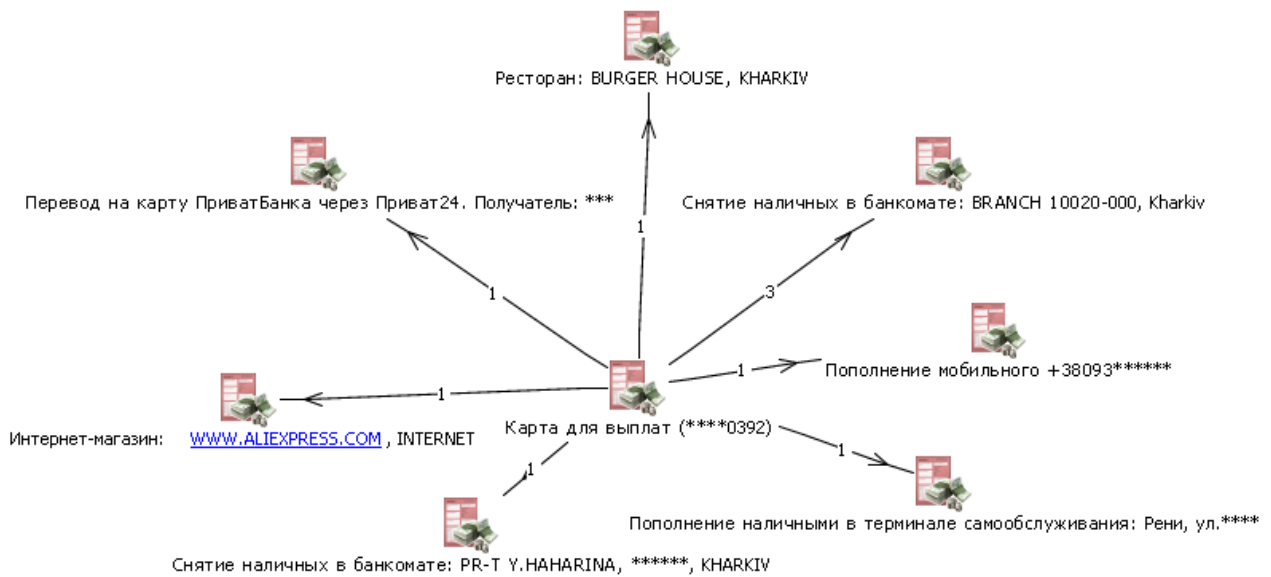 Ресторан: BURGER HOUSE, KHARKIV
Перевод на карту ПриватБанка через Приват24. Получатель: ***
Снятие наличных в банкомате: BRANCH 10020-000, Kharkiv
1
1
3
1
Пополнение мобильного +38093******
1
Интернет-магазин: WWW.ALIEXPRESS.COM , INTERNET
Карта для выплат (****0392)
1
1
Пополнение наличными в терминале самообслуживания: Рени, ул.****
Снятие наличных в банкомате: PR-T Y.HAHARINA, ******, KHARKIV